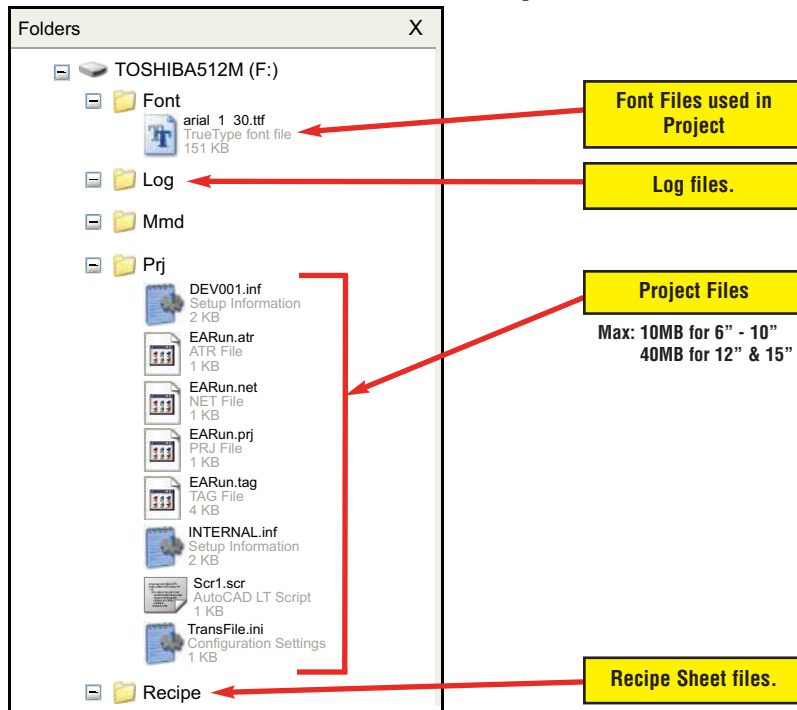 Folders X
TOSHIBA512M (F:)
Font
arial_1_30.ttf
TrueType font file
151 KB
Font Files used in
Project
Log
Log files.
Mmd
Prj
DEV001.inf
Setup Information
2 KB
Project Files
Max: 10MB for 6” - 10”
40MB for 12” & 15”
EARun.atr
ATR File
1 KB
EARun.net
NET File
1 KB
EARun.prj
PRJ File
1 KB
EARun.tag
TAG File
4 KB
INTERNAL.inf
Setup Information
2 KB
Scr1.scr
AutoCAD LT Script
1 KB
TransFile.ini
Configuration Settings
1 KB
Recipe
Recipe Sheet files.